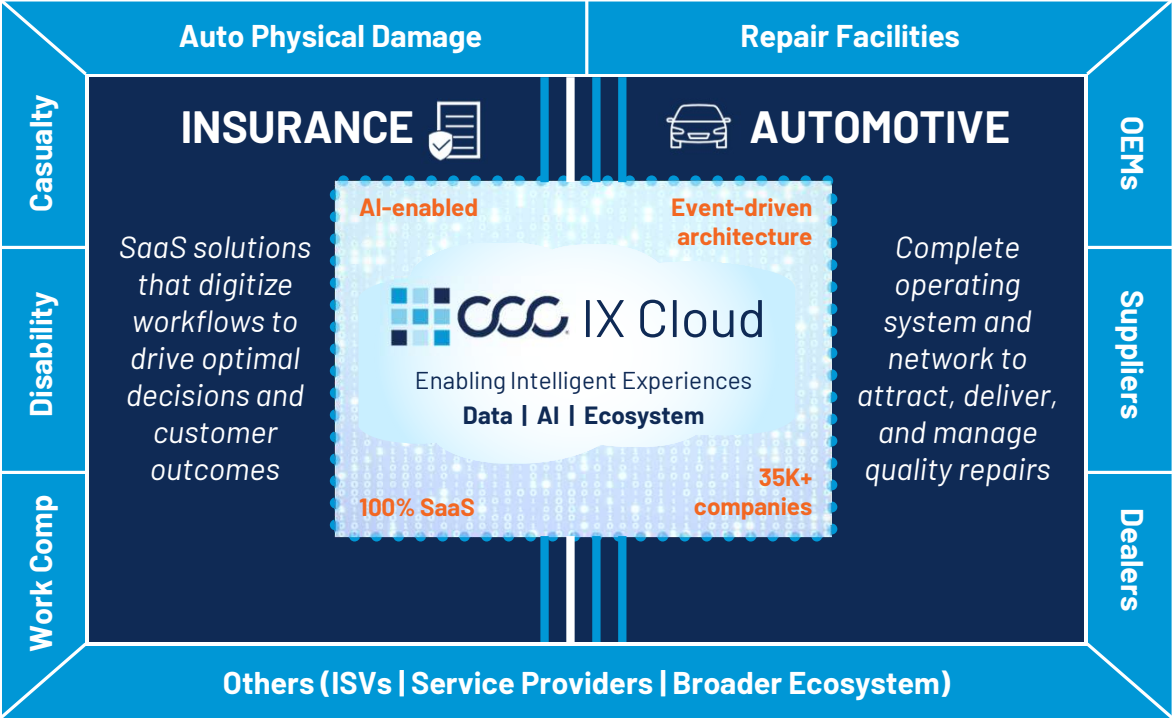 Auto Physical Damage
Repair Facilities
Casualty
Disability
Work Comp
INSURANCE
SaaS solutions
that digitize
workflows to
drive optimal
decisions and
customer
outcomes
AI-enabled
Event-driven
architecture
CCC IX Cloud
Enabling Intelligent Experiences
Data | AI | Ecosystem
100% SaaS
35K+
companies
AUTOMOTIVE
Complete
operating
system and
network to
attract, deliver,
and manage
quality repairs
OEMs
Suppliers
Dealers
Others (ISVs | Service Providers | Broader Ecosystem)